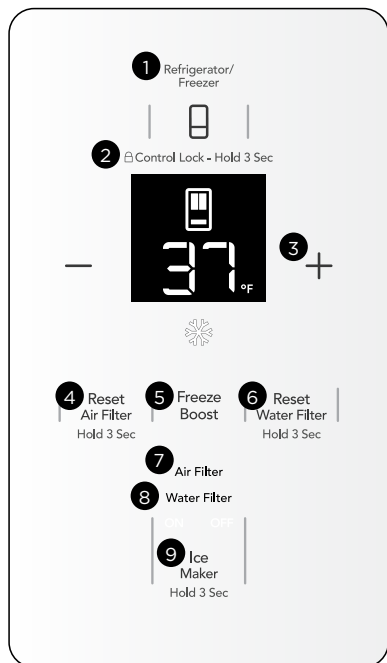 1 Refrigerator/
Freezer
2 Control Lock - Hold 3 Sec
3
— 37 °F +
4 Reset
Air Filter
Hold 3 Sec
5 Freeze
Boost
6 Reset
Water Filter
Hold 3 Sec
7 Air Filter
8 Water Filter
ON OFF
9 Ice
Maker
Hold 3 Sec